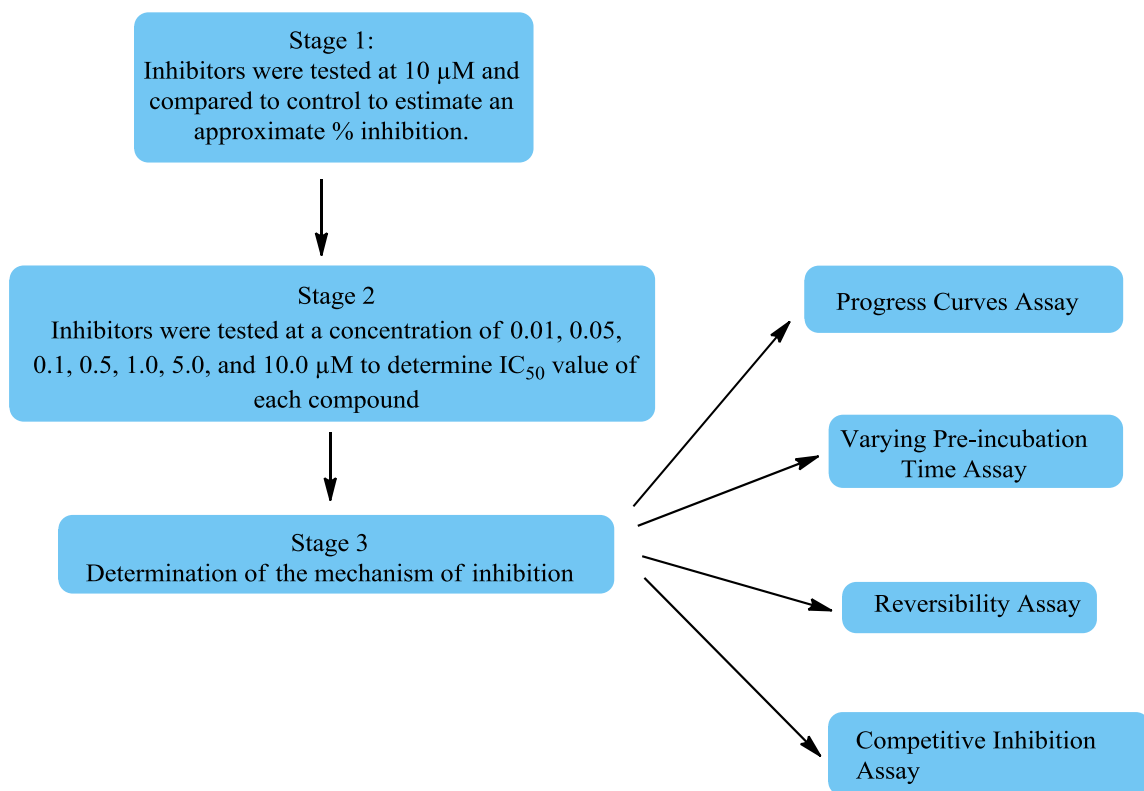 Stage 1:
Inhibitors were tested at 10 µM and
compared to control to estimate an
approximate % inhibition.
Stage 2
Inhibitors were tested at a concentration of 0.01, 0.05,
0.1, 0.5, 1.0, 5.0, and 10.0 µM to determine IC50 value of
each compound
Stage 3
Determination of the mechanism of inhibition
Progress Curves Assay
Varying Pre-incubation
Time Assay
Reversibility Assay
Competitive Inhibition
Assay